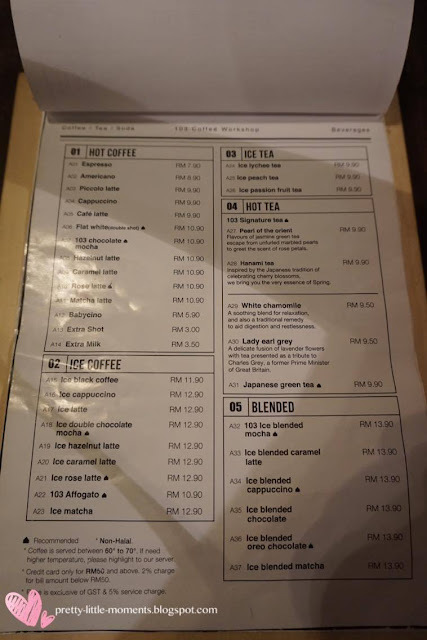 Coffee / Tea / Soda 103 Coffee Workshop Beverages
01 HOT COFFEE
A01 Espresso RM 7.90
A02 Americano RM 8.90
A03 Piccolo latte RM 9.90
A04 Cappuccino RM 9.90
A05 Café latte RM 9.90
A06 Flat white(double shot) RM 10.90
103 chocolate RM 10.90
mocha
A08 Hazelnut latte RM 10.90
A09 Caramel latte RM 10.90
A10 Rose latte RM 10.90
A11 Matcha latte RM 10.90
A12 Babycino RM 5.90
A13 Extra Shot RM 3.00
A14 Extra Milk RM 3.50
02 ICE COFFEE
A15 Ice black coffee RM 11.90
A16 Ice cappuccino RM 12.90
A17 Ice latte RM 12.90
A18 Ice double chocolate RM 12.90
mocha
A19 Ice hazelnut latte RM 12.90
A20 Ice caramel latte RM 12.90
A21 Ice rose latte RM 12.90
A22 103 Affogato RM 10.90
A23 Ice matcha RM 12.90
Recommended * Non-Halal.
* Coffee is served between 60° to 70°. If need
higher temperature, please highlight to our server.
* Credit card only for RM50 and above. 2% charge
for bill amount below RM50.
is exclusive of GST & 5% service charge.
03 ICE TEA
A24 Ice lychee tea RM 9.90
A25 Ice peach tea RM 9.90
A26 Ice passion fruit tea RM 9.90
04 HOT TEA
103 Signature tea
A27 Pearl of the orient RM 9.90
Flavours of jasmine green tea
escape from unfurled marbled pearls
to greet the scent of rose petals.
A28 Hanami tea RM 9.90
Inspired by the Japanese tradition of
celebrating cherry blossoms,
we bring you the very essence of Spring.
A29 White chamomile RM 9.50
A soothing blend for relaxation,
and also a traditional remedy
to aid digestion and restlessness.
A30 Lady earl grey RM 9.50
A delicate fusion of lavender flowers
with tea presented as a tribute to
Charles Grey, a former Prime Minister
of Great Britain.
A31 Japanese green tea RM 9.90
05 BLENDED
A32 103 Ice blended RM 13.90
mocha
A33 Ice blended caramel RM 13.90
latte
A34 Ice blended RM 13.90
cappuccino
A35 Ice blended RM 13.90
chocolate
A36 Ice blended RM 13.90
oreo chocolate
A37 Ice blended matcha RM 13.90
pretty-little-moments.blogspot.com